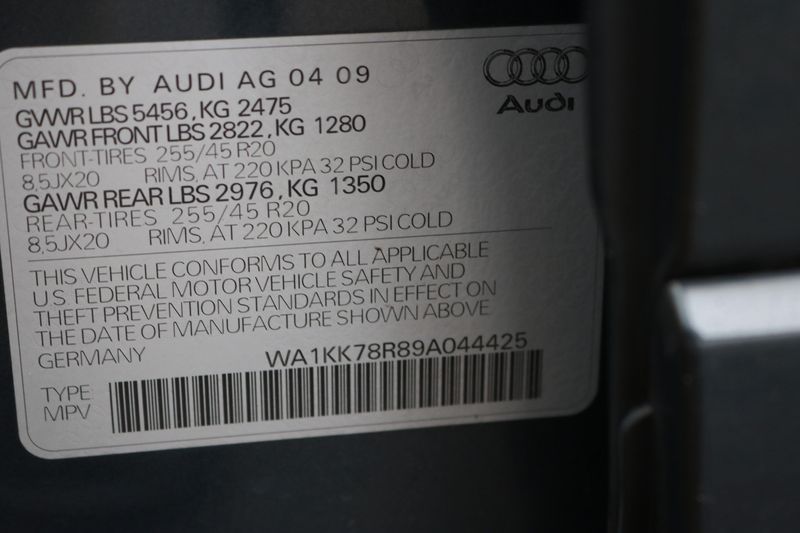 MFD. BY AUDI AG 04 09
GVWR LBS 5456, KG 2475
GAWR FRONT LBS 2822, KG 1280
FRONT-TIRES 255/45 R20
8,5JX20 RIMS, AT 220 KPA 32 PSI COLD
GAWR REAR LBS 2976, KG 1350
REAR-TIRES 255/45 R20
8,5JX20 RIMS, AT 220 KPA 32 PSI COLD
Audi
THIS VEHICLE CONFORMS TO ALL APPLICABLE
U.S. FEDERAL MOTOR VEHICLE SAFETY AND
THEFT PREVENTION STANDARDS IN EFFECT ON
THE DATE OF MANUFACTURE SHOWN ABOVE
GERMANY WA1KK78R89A044425
TYPE
MPV